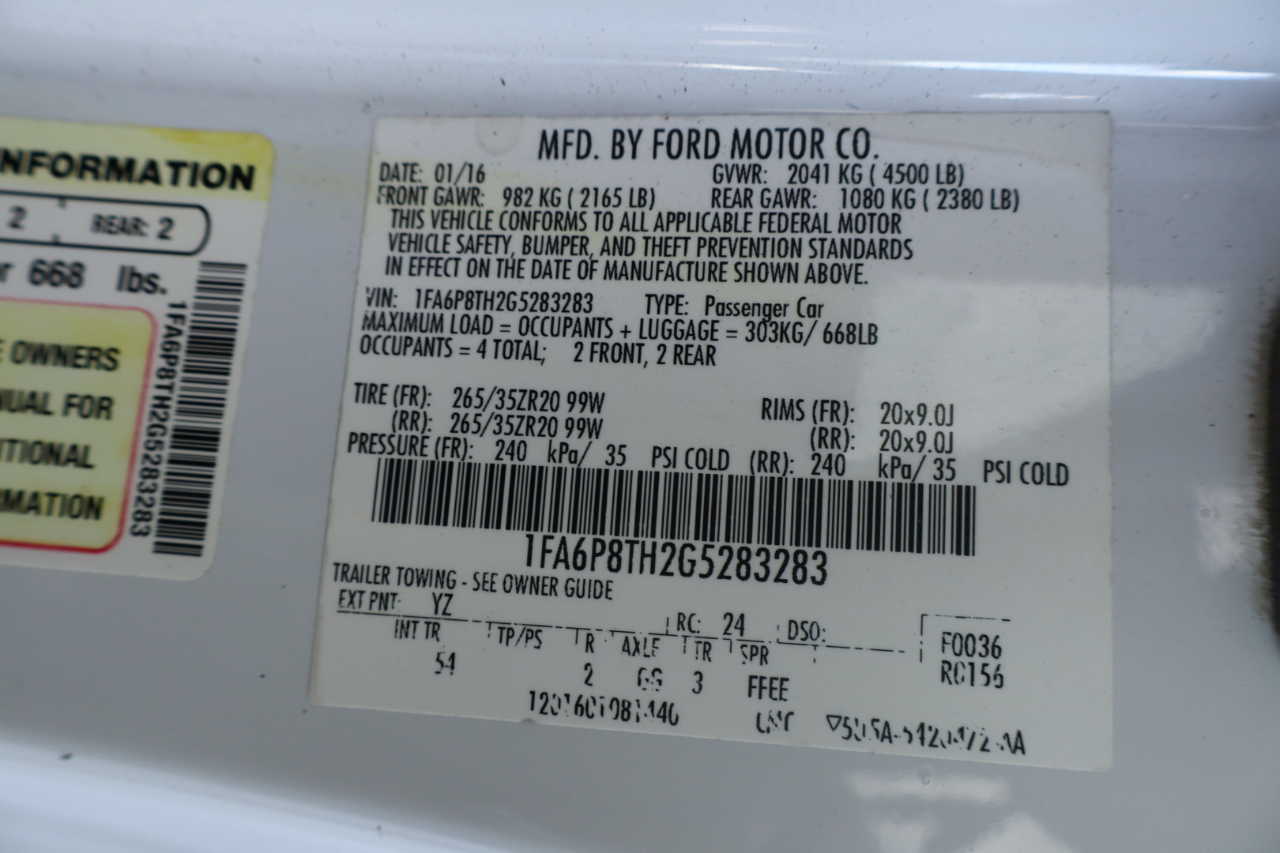 NFORMATION
2 REAR: 2
668 lbs.
OWNERS
FOR
1FA6P8TH2G5283283
MFD. BY FORD MOTOR CO.
DATE: 01/16 GVWR: 2041 KG ( 4500 LB)
FRONT GAWR: 982 KG ( 2165 LB) REAR GAWR: 1080 KG ( 2380 LB)
THIS VEHICLE CONFORMS TO ALL APPLICABLE FEDERAL MOTOR
VEHICLE SAFETY, BUMPER, AND THEFT PREVENTION STANDARDS
IN EFFECT ON THE DATE OF MANUFACTURE SHOWN ABOVE.
VIN: 1FA6P8TH2G5283283 TYPE: Passenger Car
MAXIMUM LOAD = OCCUPANTS + LUGGAGE = 303KG/ 668LB
OCCUPANTS = 4 TOTAL; 2 FRONT, 2 REAR
TIRE (FR): 265/35ZR20 99W RIMS (FR): 20x9.0J
(RR): 265/35ZR20 99W (RR): 20x9.0J
PRESSURE (FR): 240 kPa/ 35 PSI COLD (RR): 240 kPa/ 35 PSI COLD
1FA6P8TH2G5283283
TRAILER TOWING - SEE OWNER GUIDE
EXT PNT: YZ RC: 24 DSO: F0036
INT TR TP/PS R AXLE TR SPR R0156
54 2 GG 3 FFEE